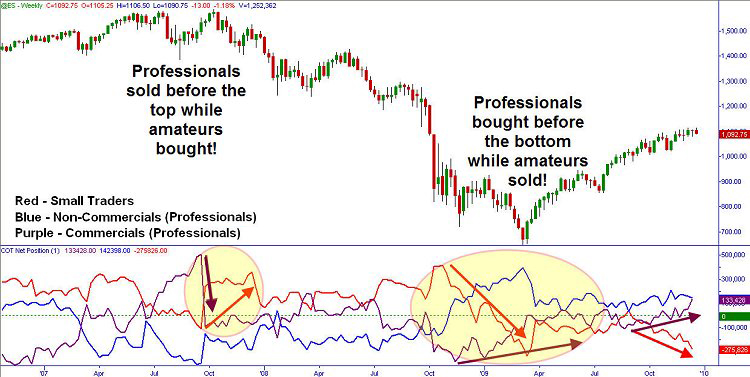 @ES - Weekly C=1092.75 O=1105.25 Hi=1106.50 Lo=1090.75 -13.00 -1.18% V=1,252,362
Professionals
sold before the
top while
amateurs
bought!
Professionals
bought before
the bottom
while amateurs
sold!
Red - Small Traders
Blue - Non-Commercials (Professionals)
Purple - Commercials (Professionals)
1,500.00
1,400.00
1,300.00
1,200.00
1,092.75
1,000.00
900.00
800.00
700.00
COT Net Position (1) 133428.00 142398.00 -275826.00
500,000
300,000
133,428
0
-100,000
-275,826
-400,000
'07 Apr Jul Oct '08 Apr Jul Oct '09 Apr Jul Oct '10